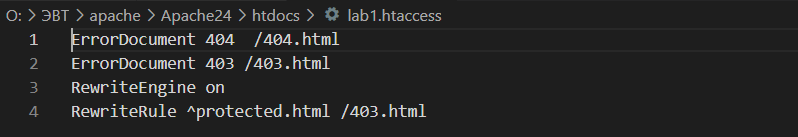 O: > ЭВТ > apache > Apache24 > htdocs > lab1.htaccess
1 ErrorDocument 404  /404.html
2 ErrorDocument 403 /403.html
3 RewriteEngine on
4 RewriteRule ^protected.html /403.html